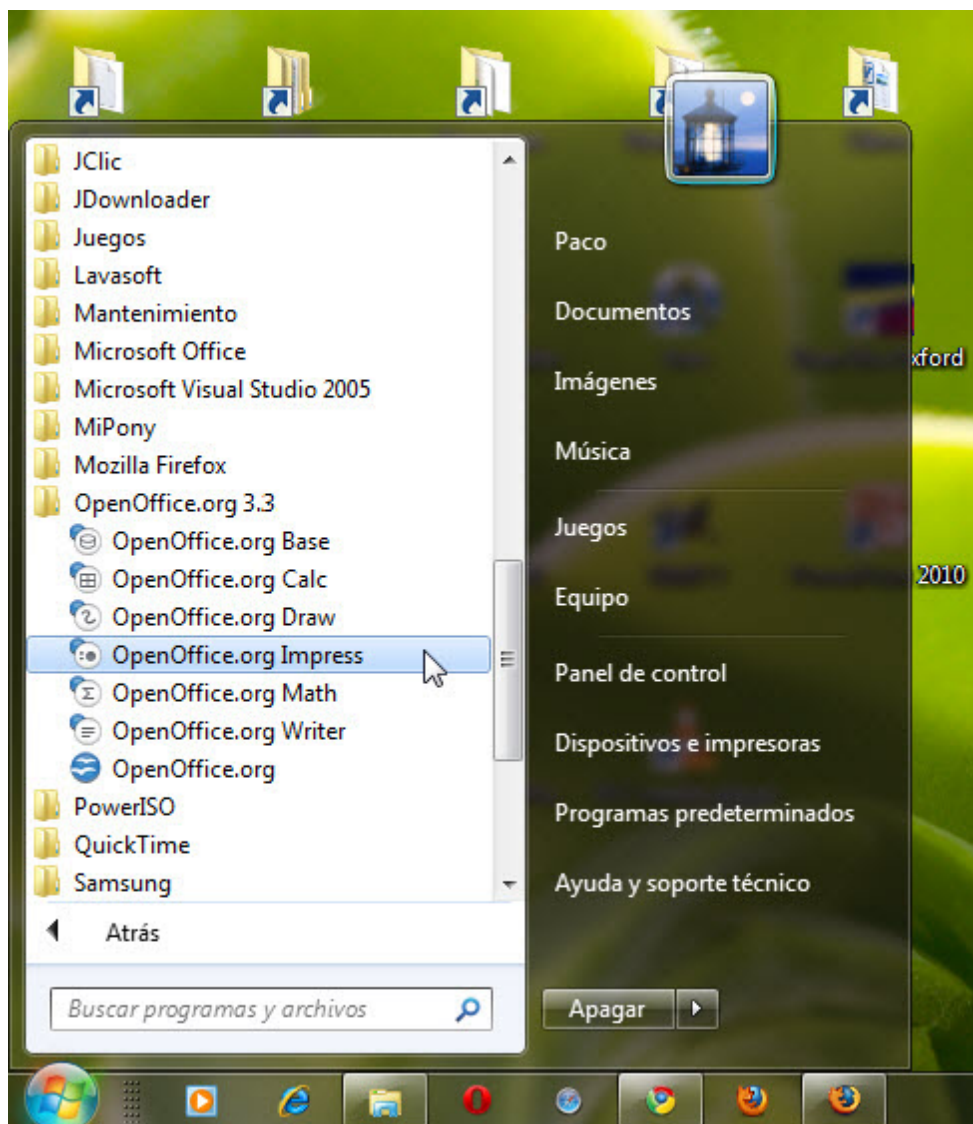 JClic
JDownloader
Juegos
Lavasoft
Mantenimiento
Microsoft Office
Microsoft Visual Studio 2005
MiPony
Mozilla Firefox
OpenOffice.org 3.3
OpenOffice.org Base
OpenOffice.org Calc
OpenOffice.org Draw
OpenOffice.org Impress
OpenOffice.org Math
OpenOffice.org Writer
OpenOffice.org
PowerISO
QuickTime
Samsung
Atrás
Buscar programas y archivos
Paco
Documentos
Imágenes
Música
Juegos
Equipo
Panel de control
Dispositivos e impresoras
Programas predeterminados
Ayuda y soporte técnico
Apagar
xford
2010